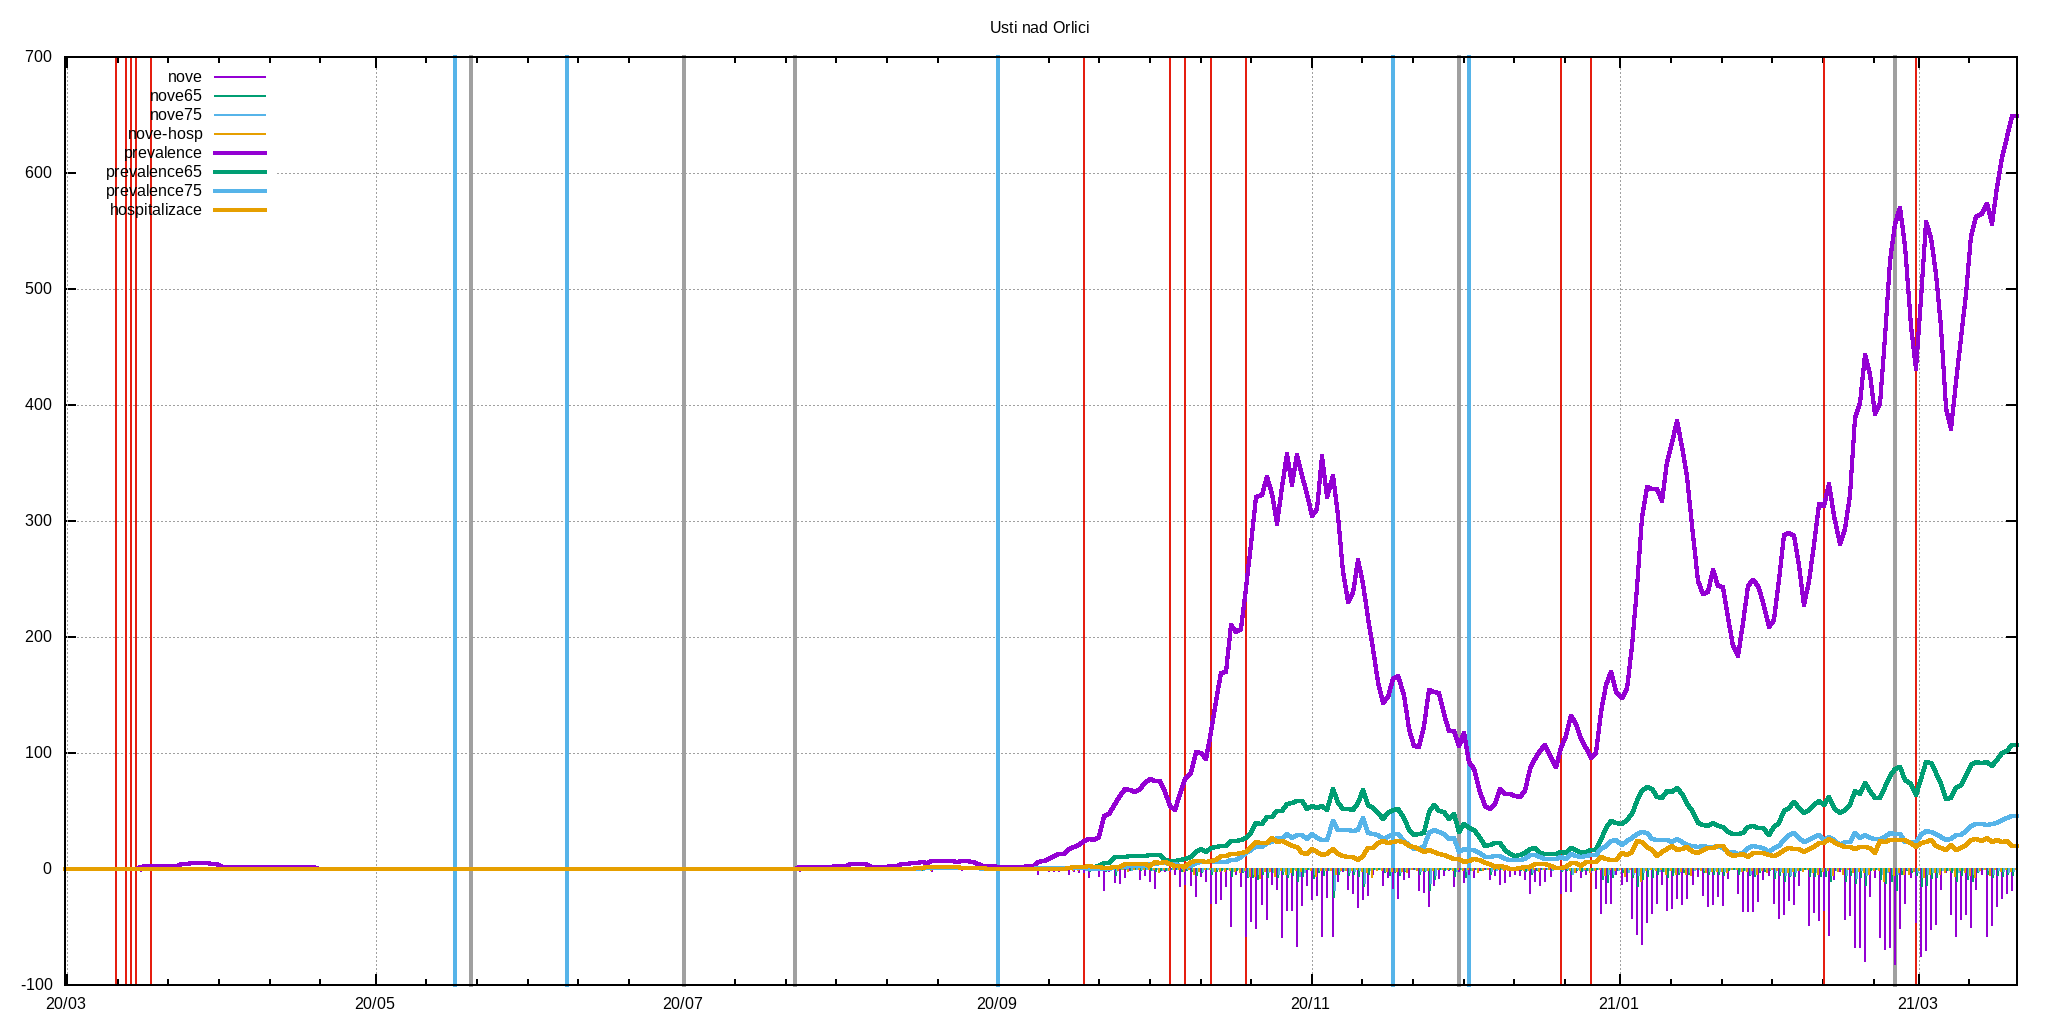 Usti nad Orlici
700
600
500
400
300
200
100
0
-100
nove
nove65
nove75
nove-hosp
prevalence
prevalence65
prevalence75
hospitalizace
20/03 20/05 20/07 20/09 20/11 21/01 21/03